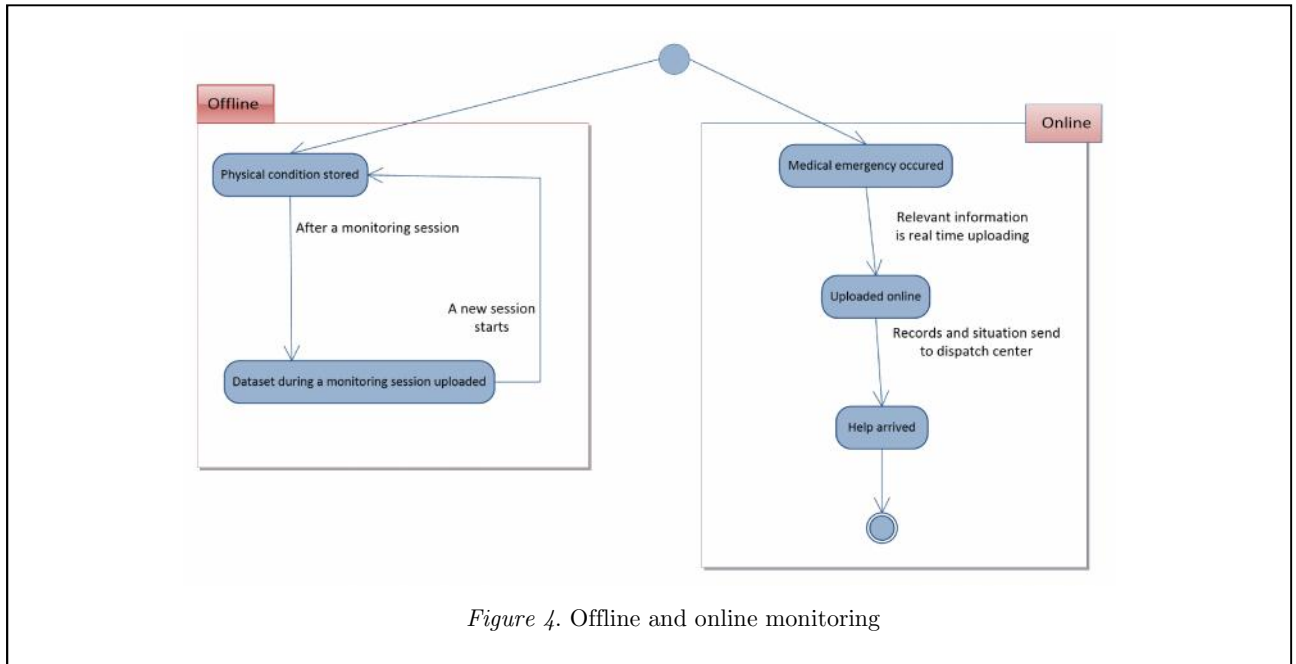 Offline
Physical condition stored
After a monitoring session
A new session
starts
Dataset during a monitoring session uploaded
Online
Medical emergency occured
Relevant information
is real time uploading
Uploaded online
Records and situation send
to dispatch center
Help arrived
Figure 4. Offline and online monitoring